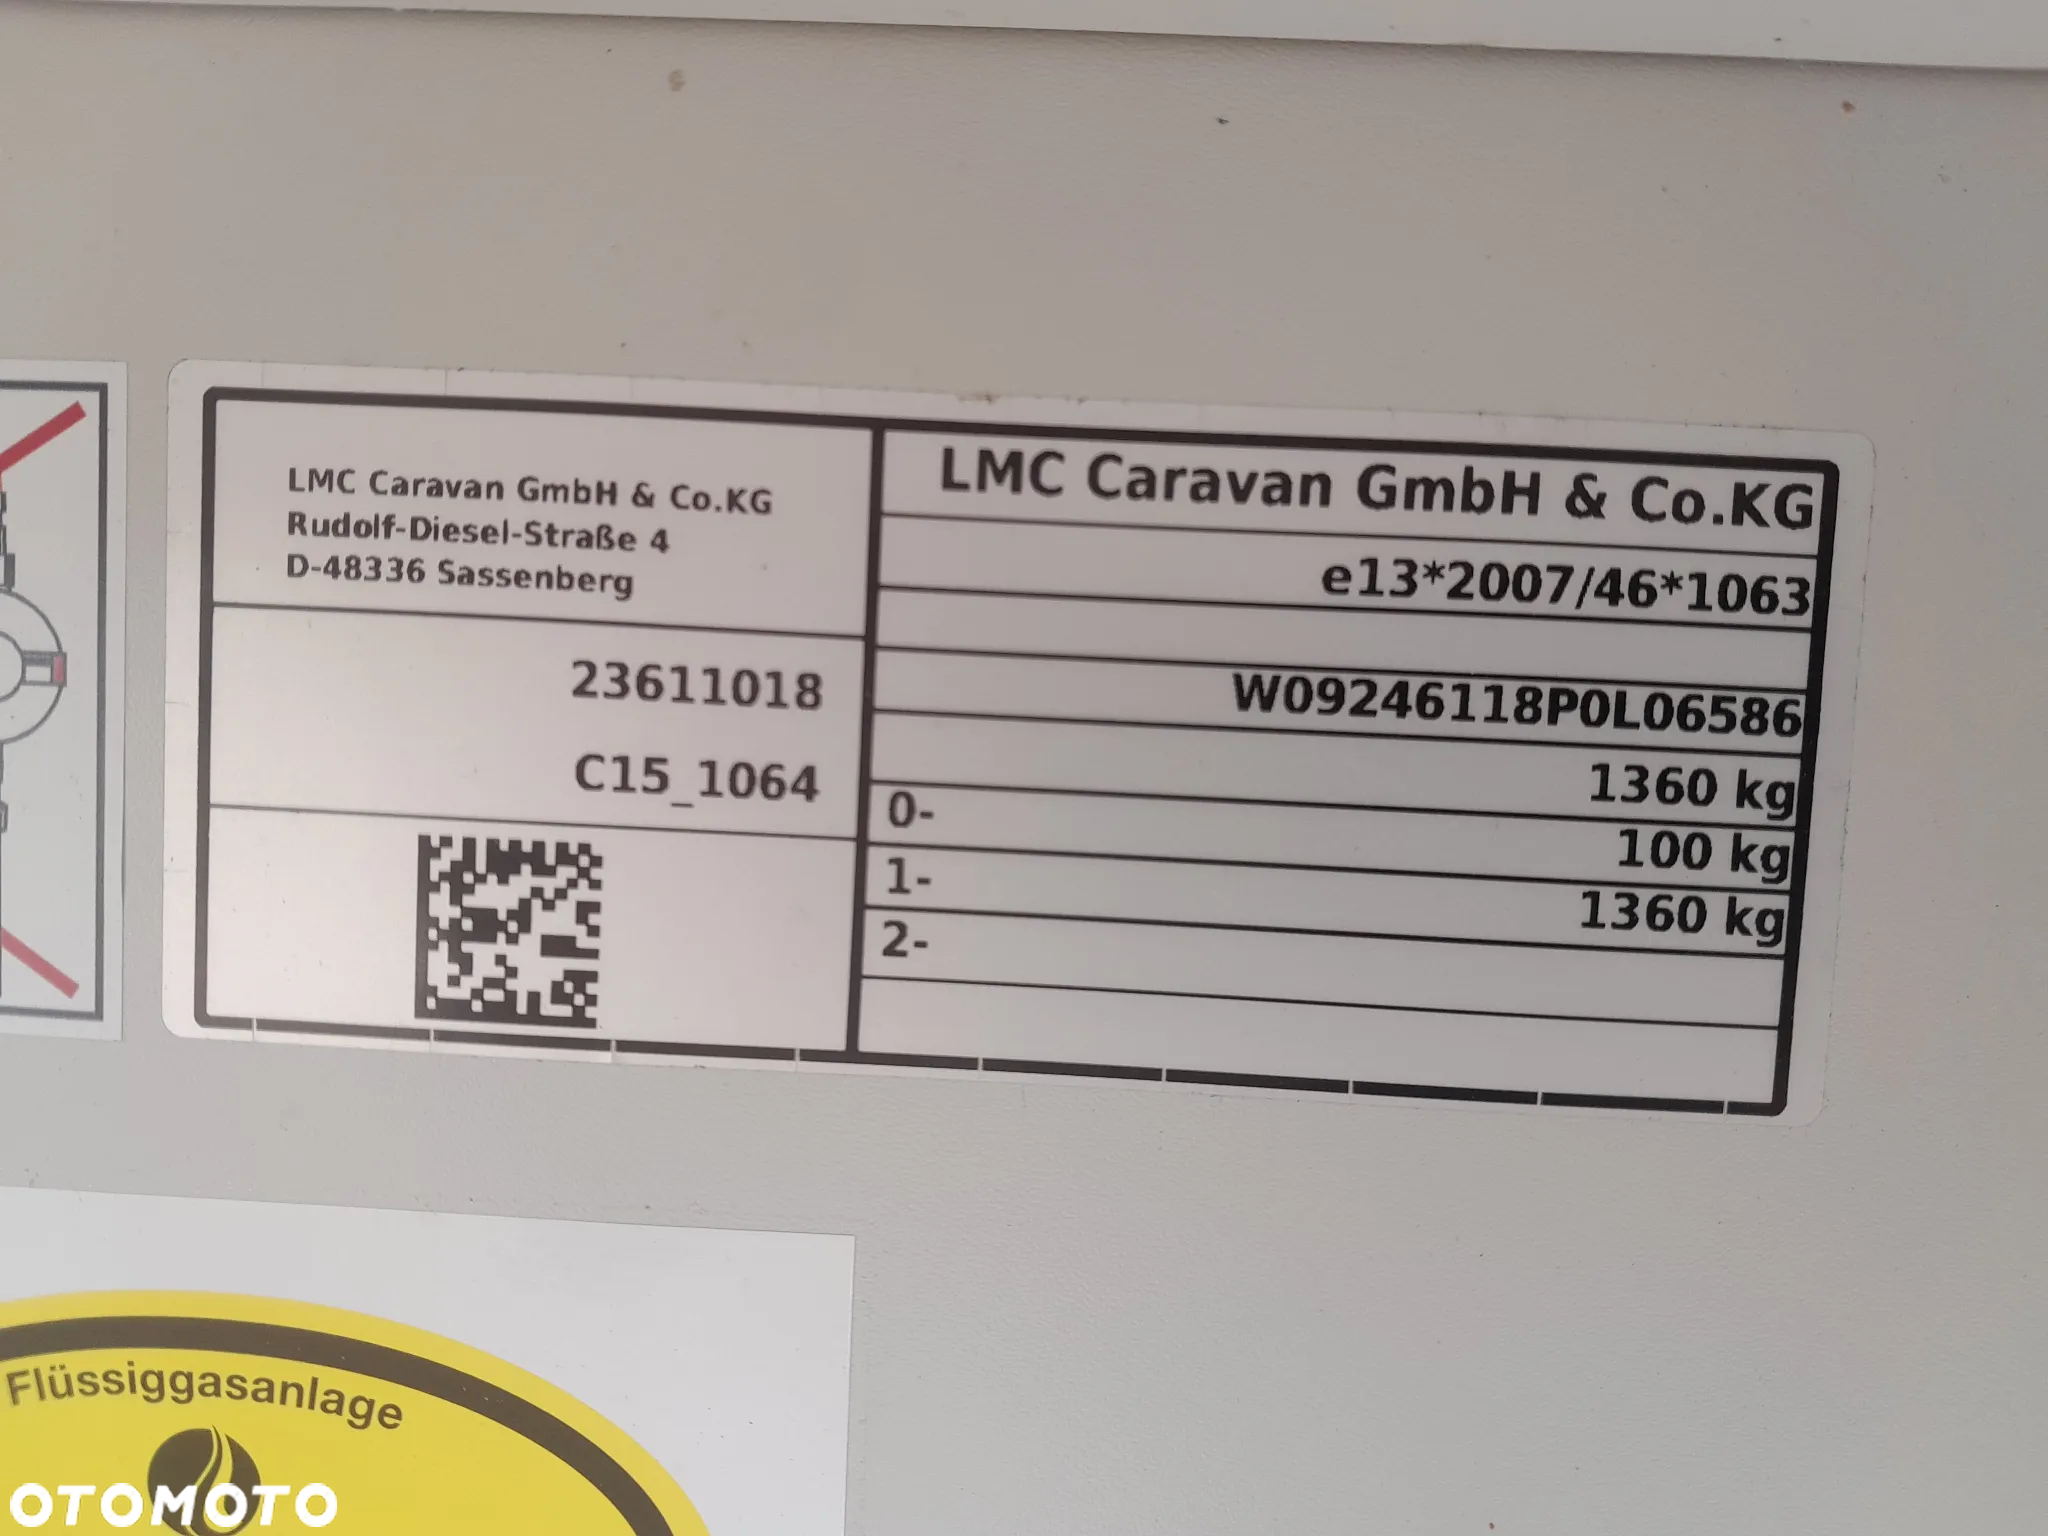 LMC Caravan GmbH & Co.KG
Rudolf-Diesel-Straße 4
D-48336 Sassenberg
23611018
C15_1064
LMC Caravan GmbH & Co.KG
e13*2007/46*1063
W09246118P0L06586
1360 kg
0- 100 kg
1- 1360 kg
2-
Flüssiggasanlage
OTOMOTO